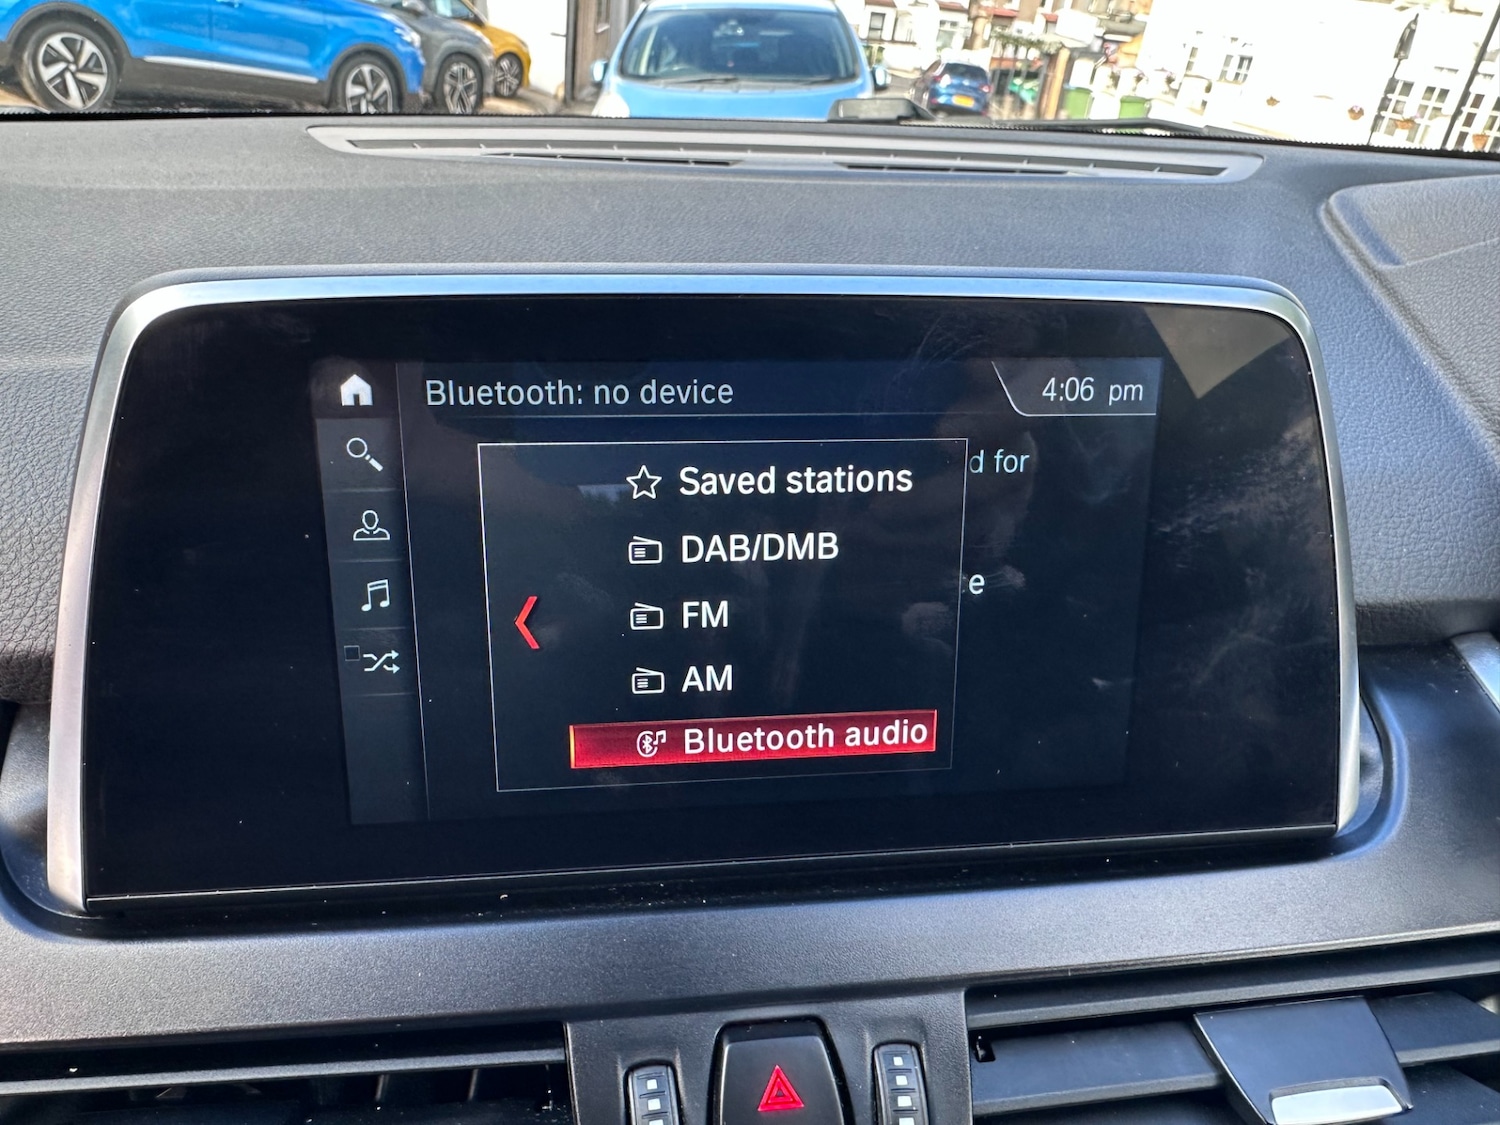 Bluetooth: no device
4:06 pm
Saved stations
d for
DAB/DMB
e
FM
AM
Bluetooth audio